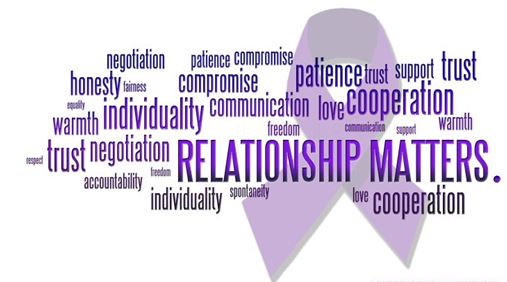 negotiation patience compromise
honesty fairness compromise patience trust support trust
equality individuality communication love cooperation
warmth freedom communication support warmth
respect trust negotiation freedom RELATIONSHIP MATTERS.
accountability individuality spontaneity love cooperation